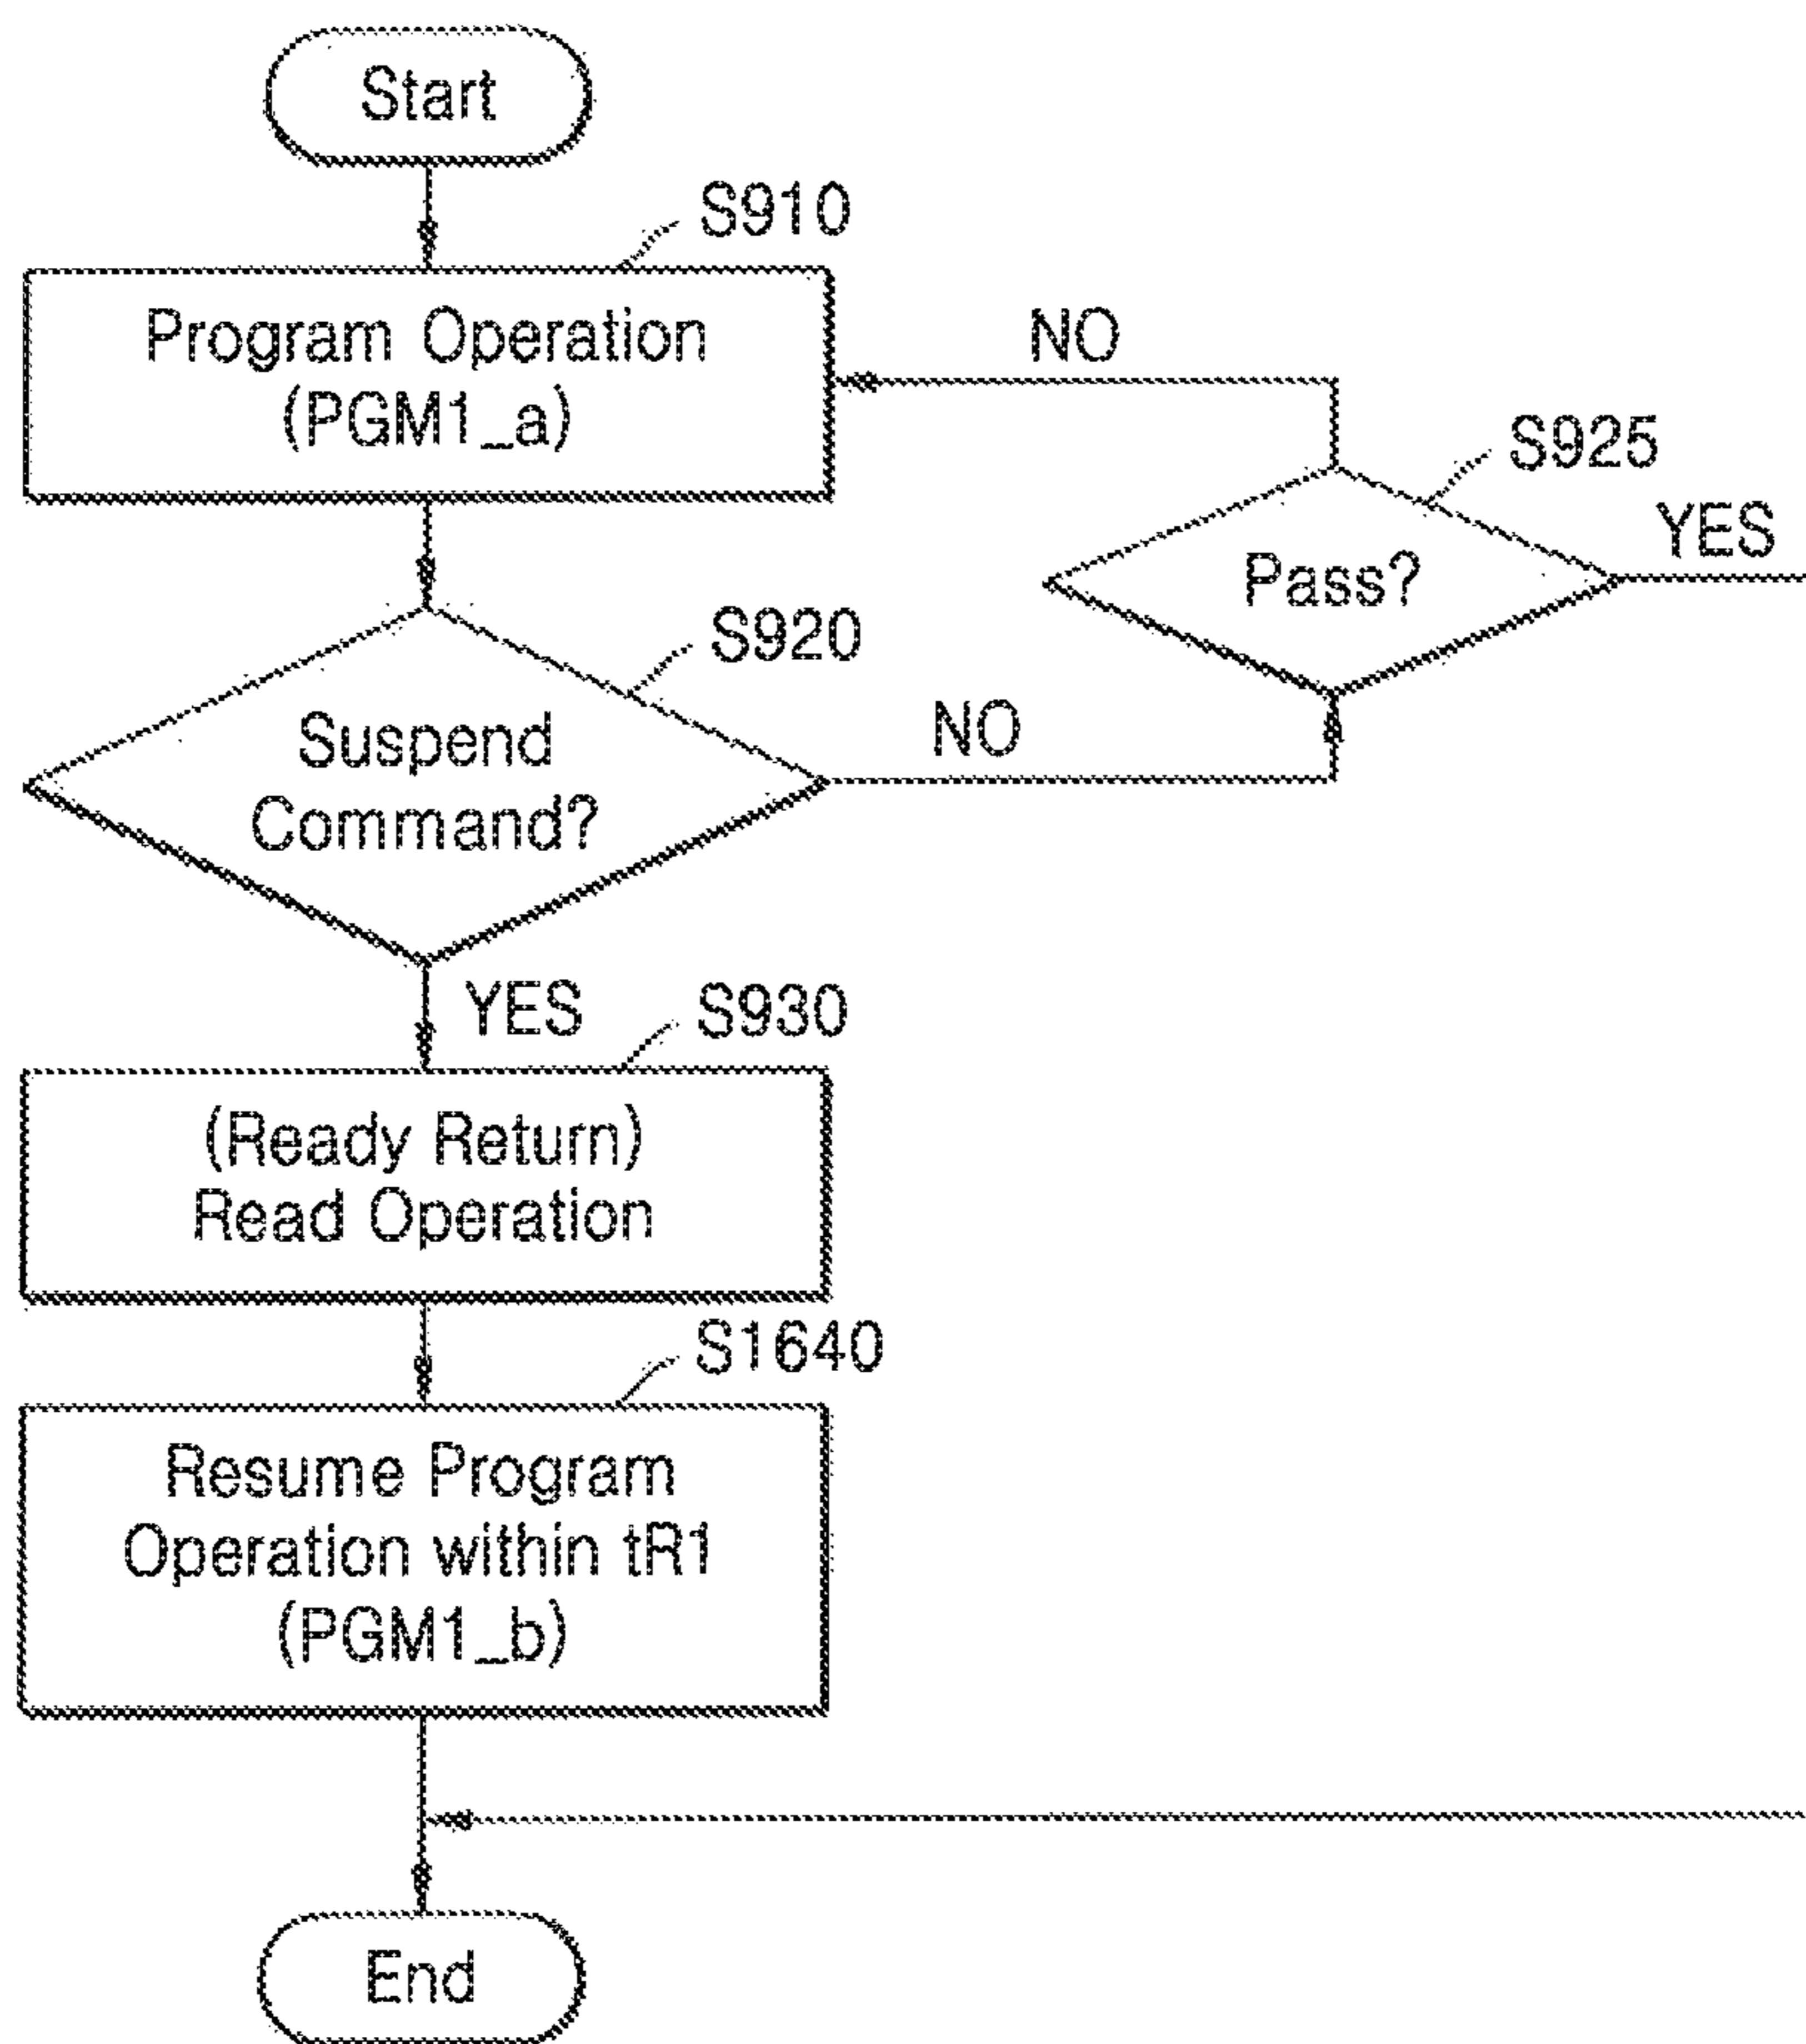 Start
S910
Program Operation
(PGM1_a)
NO
S925
Pass?
YES
S920
Suspend
Command?
NO
YES
S930
(Ready Return)
Read Operation
S1640
Resume Program
Operation within tR1
(PGM1_b)
End